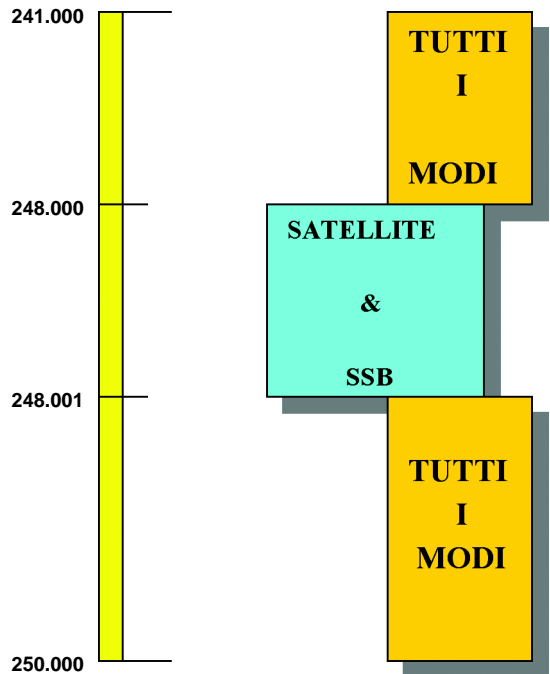 241.000
TUTTI
I
MODI
248.000
SATELLITE
&
SSB
248.001
TUTTI
I
MODI
250.000